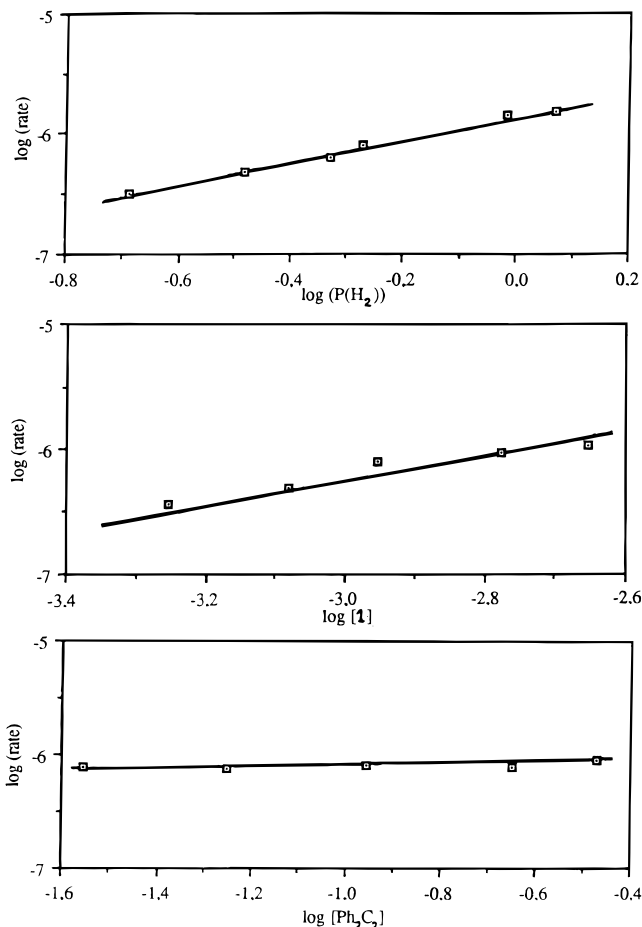 -5
log (rate)
-6
-7
-0.8 -0.6 -0.4 -0.2 0.0 0.2
log (P(H₂))
-5
log (rate)
-6
-7
-3.4 -3.2 -3.0 -2.8 -2.6
log [1]
-5
log (rate)
-6
-7
-1.6 -1.4 -1.2 -1.0 -0.8 -0.6 -0.4
log [Ph₂C₂]